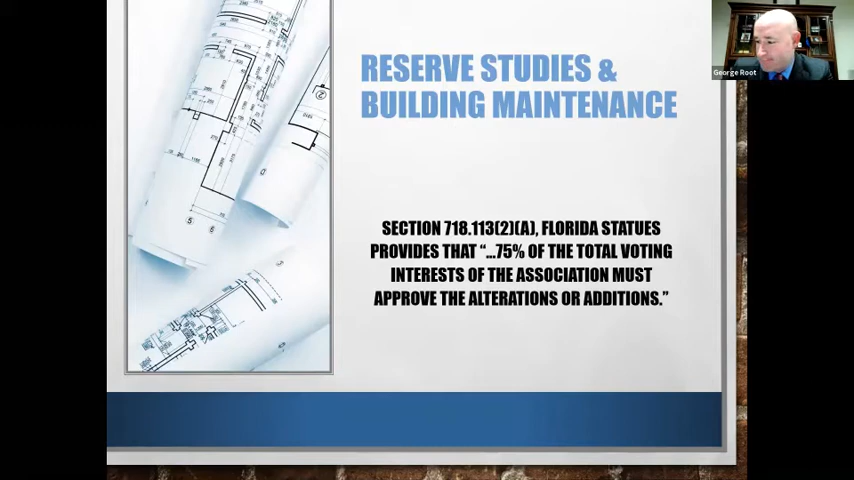 RESERVE STUDIES &
BUILDING MAINTENANCE
SECTION 718.113(2)(A), FLORIDA STATUES
PROVIDES THAT “...75% OF THE TOTAL VOTING
INTERESTS OF THE ASSOCIATION MUST
APPROVE THE ALTERATIONS OR ADDITIONS.”
George Root